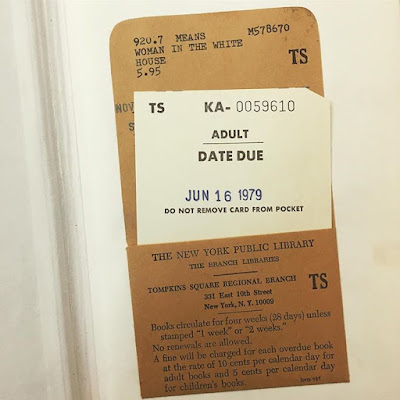 920.7 MEANS M578670
WOMAN IN THE WHITE
HOUSE TS
5.95
NOV
S
TS KA-0059610
ADULT
DATE DUE
JUN 16 1979
DO NOT REMOVE CARD FROM POCKET
THE NEW YORK PUBLIC LIBRARY
THE BRANCH LIBRARIES
TOMPKINS SQUARE REGIONAL BRANCH TS
331 East 10th Street
New York, N. Y. 10009
Books circulate for four weeks (28 days) unless
stamped "1 week" or "2 weeks."
No renewals are allowed.
A fine will be charged for each overdue book
at the rate of 10 cents per calendar day for
adult books and 5 cents per calendar day
for children's books.